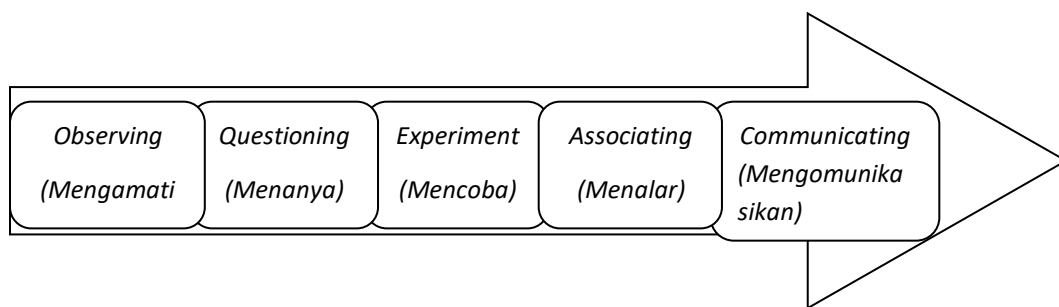 Observing
(Mengamati
Questioning
(Menanya)
Experiment
(Mencoba)
Associating
(Menalar)
Communicating
(Mengomunika
sikan)